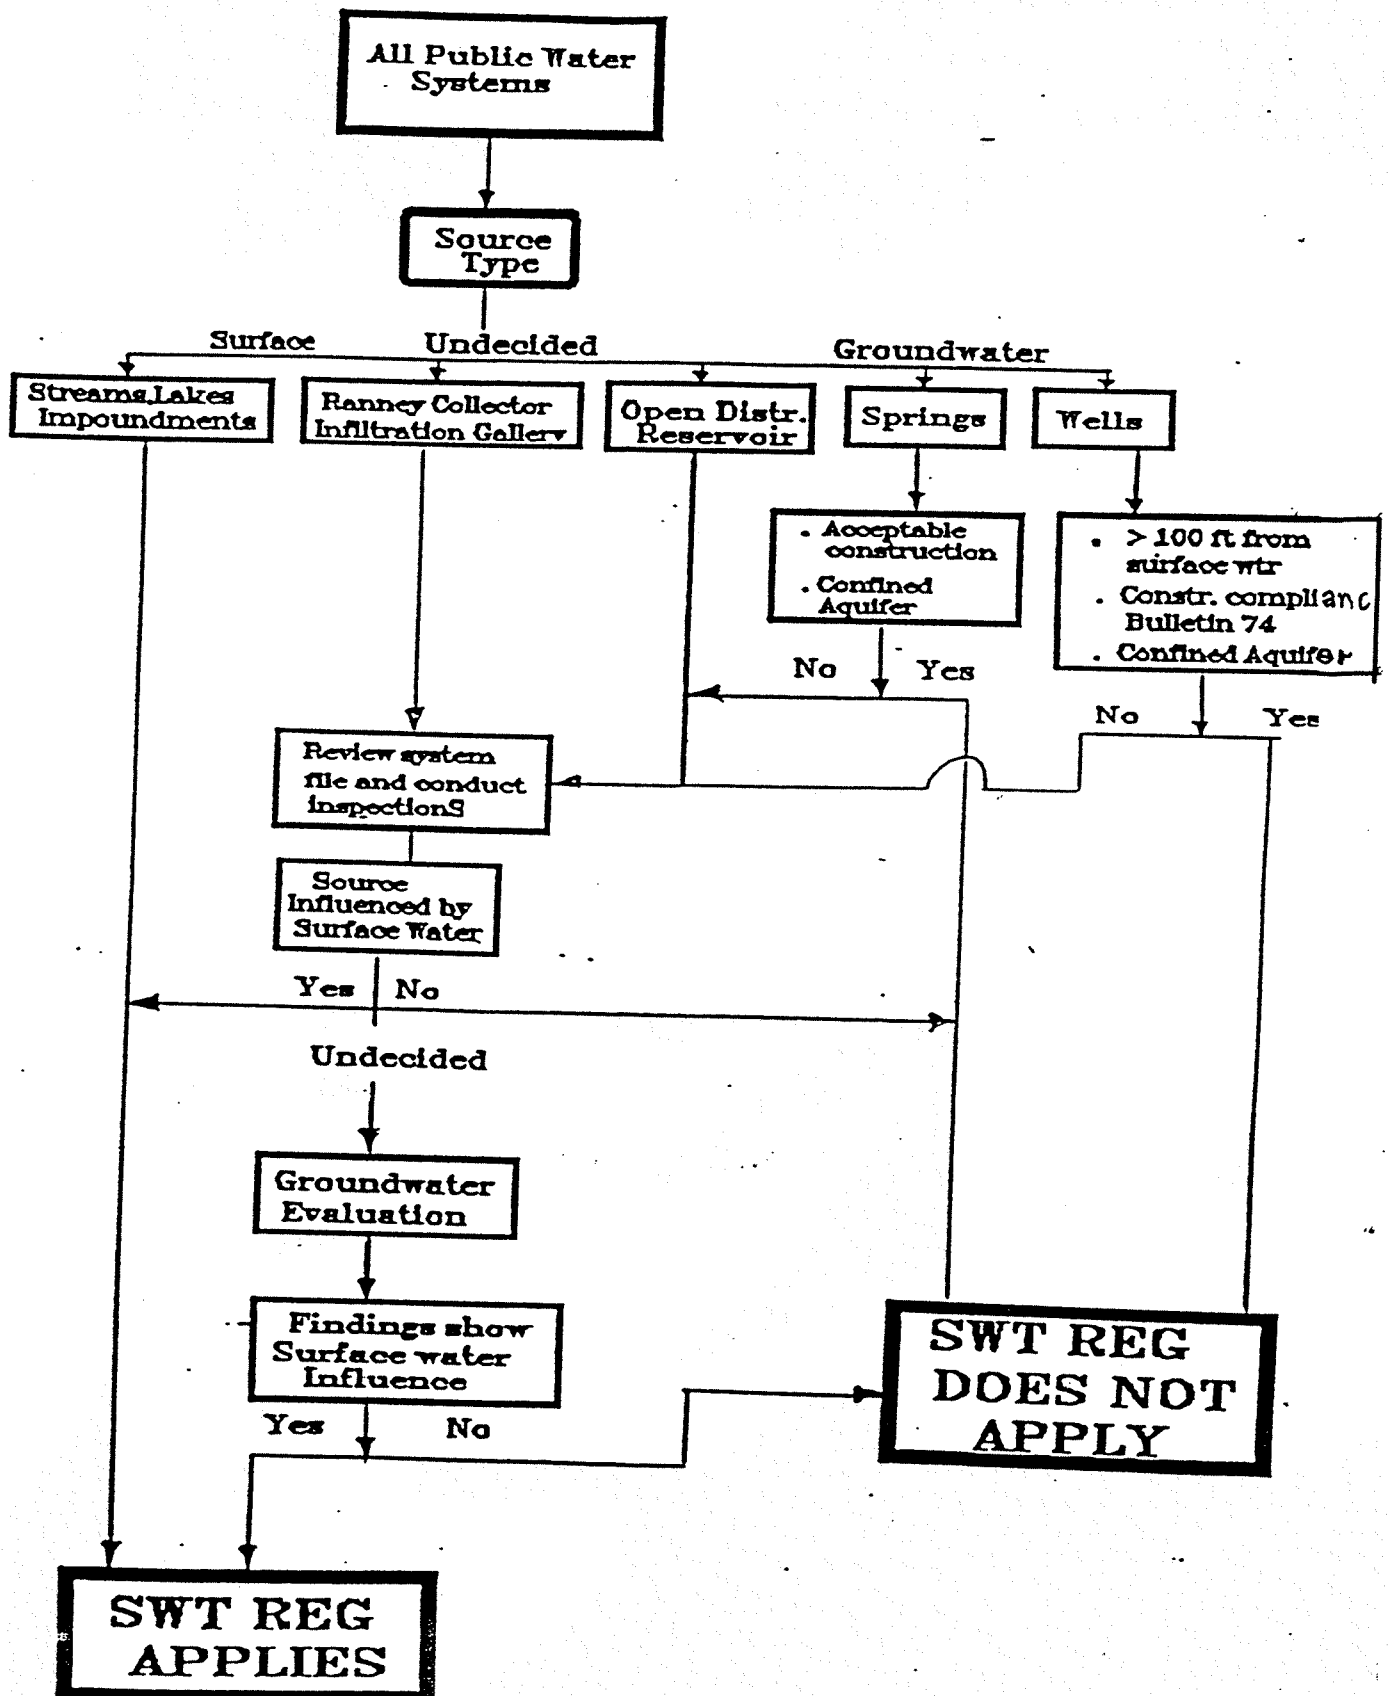 All Public Water
Systems
Source
Type
Surface
Undecided
Groundwater
Streams,Lakes
Impoundments
Ranney Collector
Infiltration Gallery
Open Distr.
Reservoir
Springs
Wells
. Acceptable
construction
. Confined
Aquifer
. > 100 ft from
surface wtr
. Constr. complianc
Bulletin 74
. Confined Aquifer
No
Yes
No
Yes
Review system
file and conduct
inspections
Source
Influenced by
Surface Water
Yes
No
Undecided
Groundwater
Evaluation
Findings show
Surface water
Influence
Yes
No
SWT REG
DOES NOT
APPLY
SWT REG
APPLIES